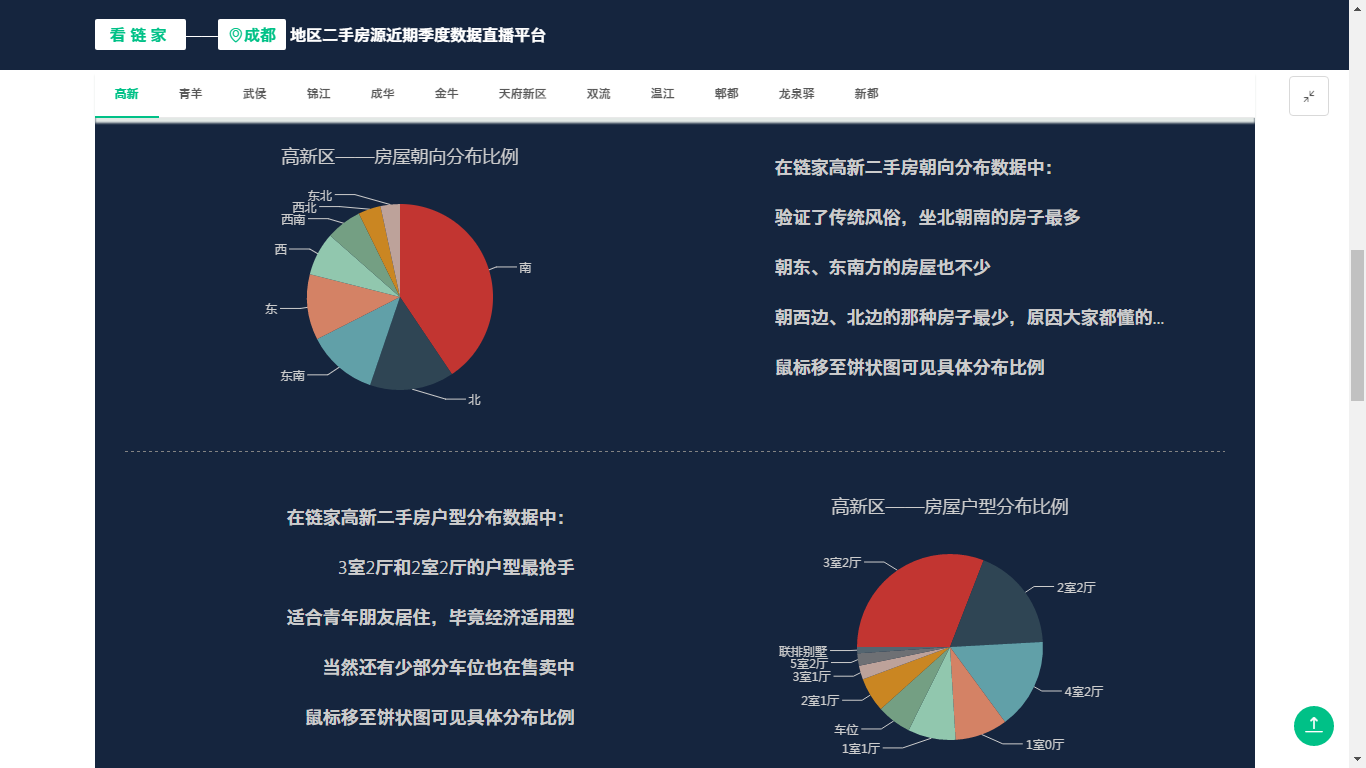 看链家
成都 地区二手房源近期季度数据直播平台
高新 青羊 武侯 锦江 成华 金牛 天府新区 双流 温江 郫都 龙泉驿 新都
高新区——房屋朝向分布比例
东北
西北
西南
西
南
东
东南
北
在链家高新二手房朝向分布数据中：
验证了传统风俗，坐北朝南的房子最多
朝东、东南方的房屋也不少
朝西边、北边的那种房子最少，原因大家都懂的...
鼠标移至饼状图可见具体分布比例
在链家高新二手房户型分布数据中：
3室2厅和2室2厅的户型最抢手
适合青年朋友居住，毕竟经济适用型
当然还有少部分车位也在售卖中
鼠标移至饼状图可见具体分布比例
高新区——房屋户型分布比例
3室2厅
2室2厅
联排别墅
5室2厅
3室1厅
2室1厅
4室2厅
车位
1室1厅
1室0厅